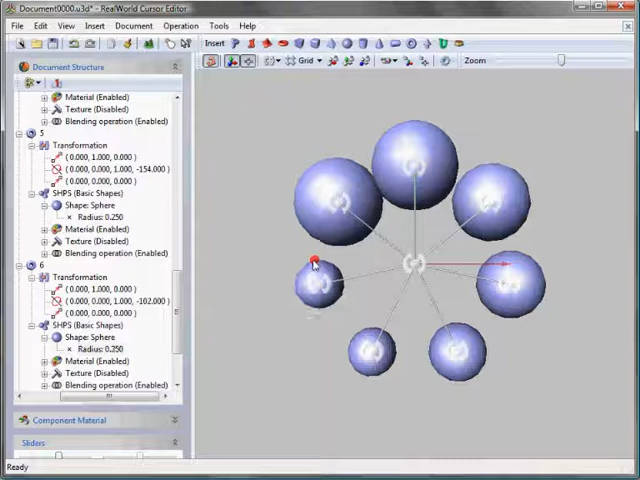 Document0000.u3d* - RealWorld Cursor Editor
File Edit View Insert Document Operation Tools Help
Insert
Grid Zoom
Document Structure
Material (Enabled)
Texture (Disabled)
Blending operation (Enabled)
5
Transformation
( 0.000, 1.000, 0.000 )
( 0.000, 0.000, 1.000, -154.000 )
( 0.000, 0.000, 0.000 )
SHPS (Basic Shapes)
Shape: Sphere
Radius: 0.250
Material (Enabled)
Texture (Disabled)
Blending operation (Enabled)
6
Transformation
( 0.000, 1.000, 0.000 )
( 0.000, 0.000, 1.000, -102.000 )
( 0.000, 0.000, 0.000 )
SHPS (Basic Shapes)
Shape: Sphere
Radius: 0.250
Material (Enabled)
Texture (Disabled)
Blending operation (Enabled)
Component Material
Sliders
Ready